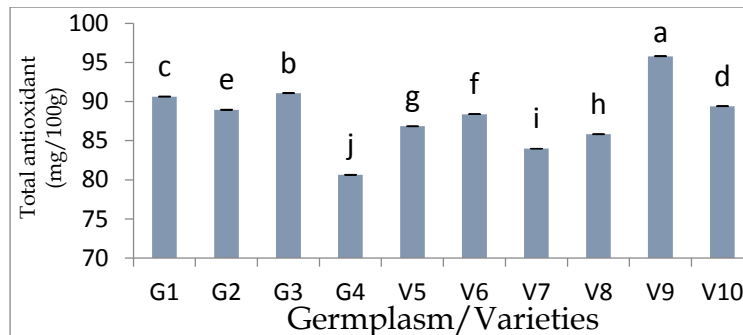 Total antioxidant
(mg/100g)
100
95
90
85
80
75
70
c
e
b
j
g
f
i
h
a
d
G1 G2 G3 G4 V5 V6 V7 V8 V9 V10
Germplasm/Varieties